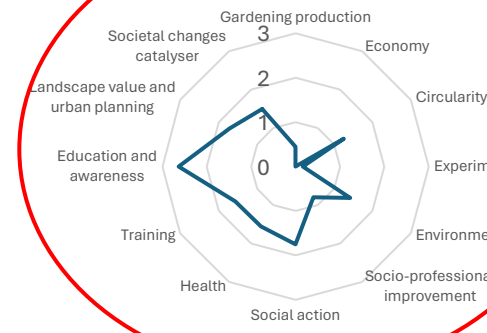 Gardening production
Societal changes
catalyser
3
Economy
2
Landscape value and
urban planning
Circularity
1
Education and
awareness
0
Experim
Training
Environme
Health
Socio-professiona
improvement
Social action